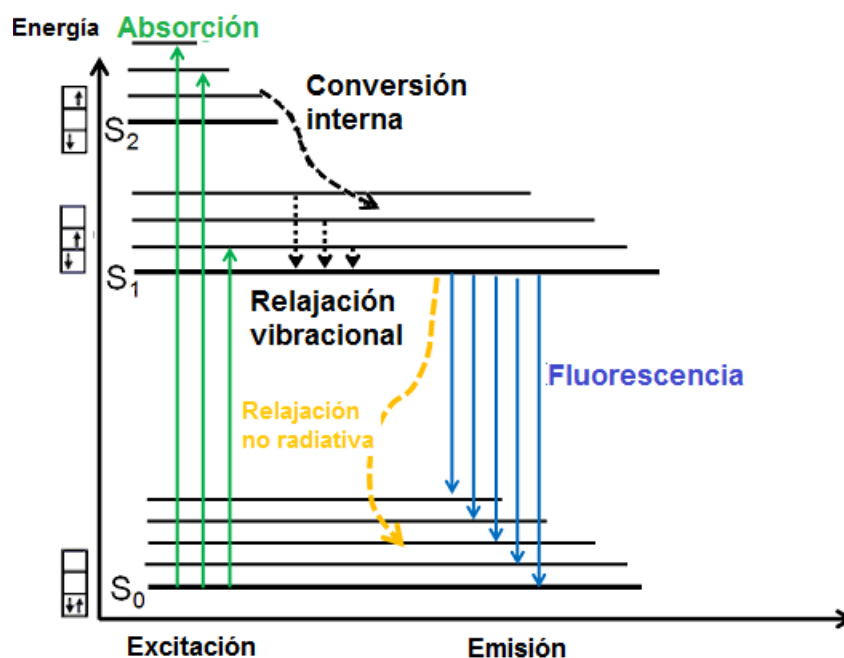 Energía
Absorción
Conversión
interna
S2
S1
Relajación
vibracional
Fluorescencia
Relajación
no radiativa
S0
Excitación
Emisión